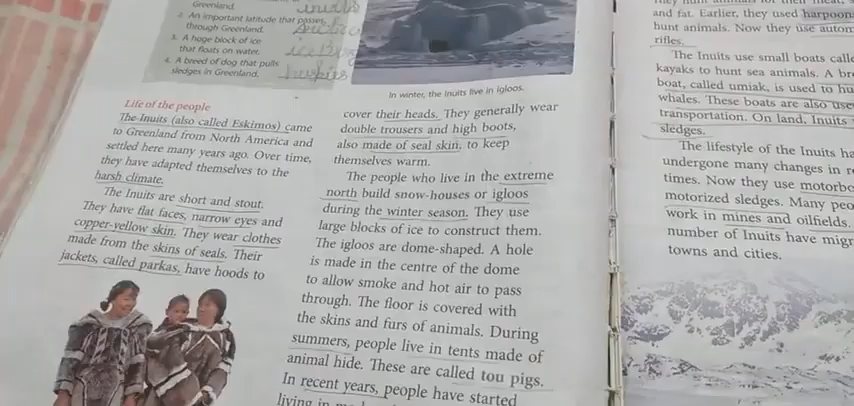 Greenland.
2. An important latitude that passes
through Greenland.
3. A huge block of ice
that floats on water.
4. A breed of dog that pulls
sledges in Greenland.
huskies
In winter, the Inuits live in igloos.
Life of the people
The Inuits (also called Eskimos) came
to Greenland from North America and
settled here many years ago. Over time,
they have adapted themselves to the
harsh climate.
The Inuits are short and stout.
They have flat faces, narrow eyes and
copper-yellow skin. They wear clothes
made from the skins of seals. Their
jackets, called parkas, have hoods to
cover their heads. They generally wear
double trousers and high boots,
also made of seal skin, to keep
themselves warm.
The people who live in the extreme
north build snow-houses or igloos
during the winter season. They use
large blocks of ice to construct them.
The igloos are dome-shaped. A hole
is made in the centre of the dome
to allow smoke and hot air to pass
through. The floor is covered with
the skins and furs of animals. During
summers, people live in tents made of
animal hide. These are called tou pigs.
In recent years, people have started
living in
and fat. Earlier, they used harpoon
hunt animals. Now they use autom
rifles.
The Inuits use small boats calle
kayaks to hunt sea animals. A br
boat, called umiak, is used to hu
whales. These boats are also use
transportation. On land, Inuits
sledges.
The lifestyle of the Inuits ha
undergone many changes in r
times. Now they use motorbo
motorized sledges. Many peo
work in mines and oilfields.
number of Inuits have migr
towns and cities.